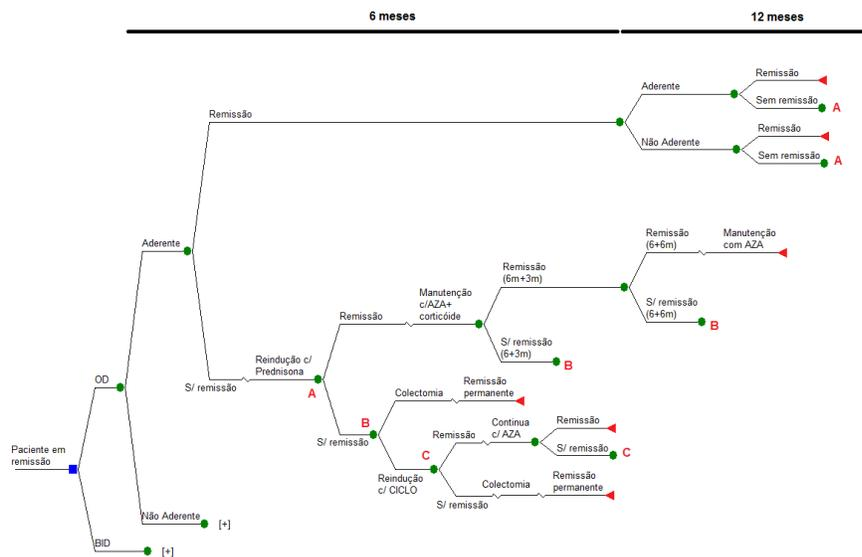 6 meses
12 meses
Remissão
Aderente
Remissão
Sem remissão
A
Não Aderente
Remissão
Sem remissão
A
Aderente
Remissão
(6+6m)
Manutenção
com AZA
Remissão
(6m+3m)
Manutenção
c/AZA+
corticóide
Remissão
S/ remissão
(6+6m)
B
S/ remissão
(6+3m)
B
Reindução c/
Prednisona
S/ remissão
A
OD
Colectomia
Remissão
permanente
B
S/ remissão
Remissão
Continua
c/ AZA
Remissão
S/ remissão
C
C
Reindução
c/ CICLO
Colectomia
Remissão
permanente
S/ remissão
Paciente em
remissão
Não Aderente
[+]
BID
[+]